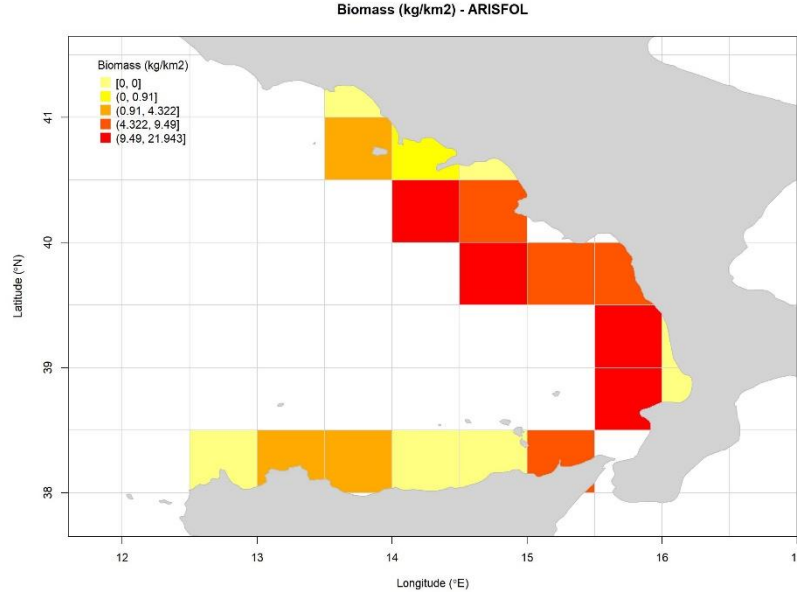 Biomass (kg/km2) - ARISFOL
Biomass (kg/km2)
[0, 0]
(0, 0.91]
(0.91, 4.322]
(4.322, 9.49]
(9.49, 21.943]
41
40
39
38
Latitude (°N)
12 13 14 15 16 1
Longitude (°E)